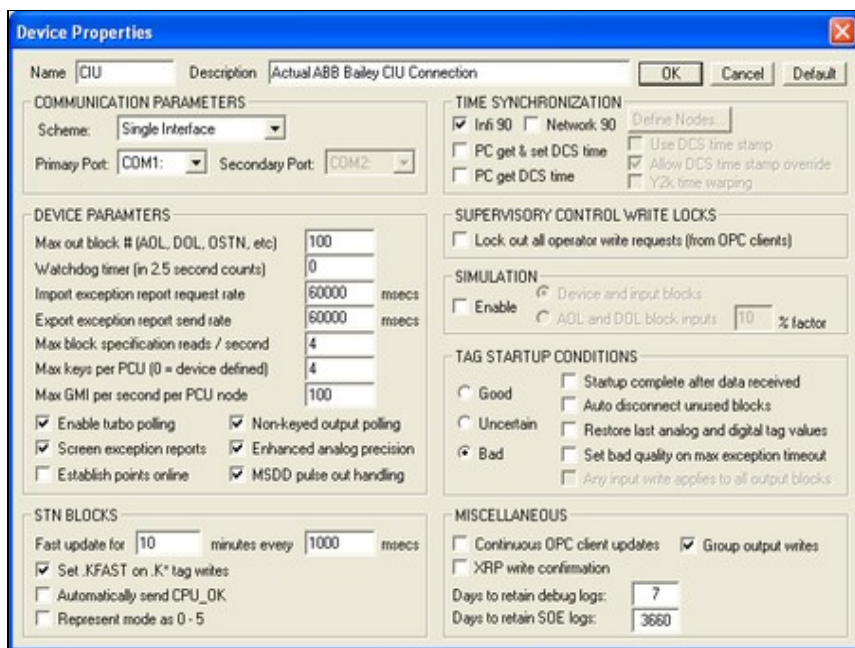 Device Properties
Name CIU Description Actual ABB Bailey CIU Connection OK Cancel Default
COMMUNICATION PARAMETERS
Scheme: Single Interface
Primary Port: COM1: Secondary Port: COM2:
DEVICE PARAMTERS
Max out block # (AOL, DOL, OSTN, etc) 100
Watchdog timer (in 2.5 second counts) 0
Import exception report request rate 60000 msecs
Export exception report send rate 60000 msecs
Max block specification reads / second 4
Max keys per PCU (0 = device defined) 4
Max GMI per second per PCU node 100
Enable turbo polling Non-keyed output polling
Screen exception reports Enhanced analog precision
Establish points online MSDD pulse out handling
STN BLOCKS
Fast update for 10 minutes every 1000 msecs
Set .KFAST on .K* tag writes
Automatically send CPU_OK
Represent mode as 0 - 5
TIME SYNCHRONIZATION
Infi 90 Network 90 Define Nodes...
PC get & set DCS time Use DCS time stamp
Allow DCS time stamp override
PC get DCS time Y2k time warping
SUPERVISORY CONTROL WRITE LOCKS
Lock out all operator write requests (from OPC clients)
SIMULATION
Enable Device and input blocks
AOL and DOL block inputs 10 % factor
TAG STARTUP CONDITIONS
Good Startup complete after data received
Auto disconnect unused blocks
Uncertain Restore last analog and digital tag values
Bad Set bad quality on max exception timeout
Any input write applies to all output blocks
MISCELLANEOUS
Continuous OPC client updates Group output writes
XRP write confirmation
Days to retain debug logs: 7
Days to retain SOE logs: 3660